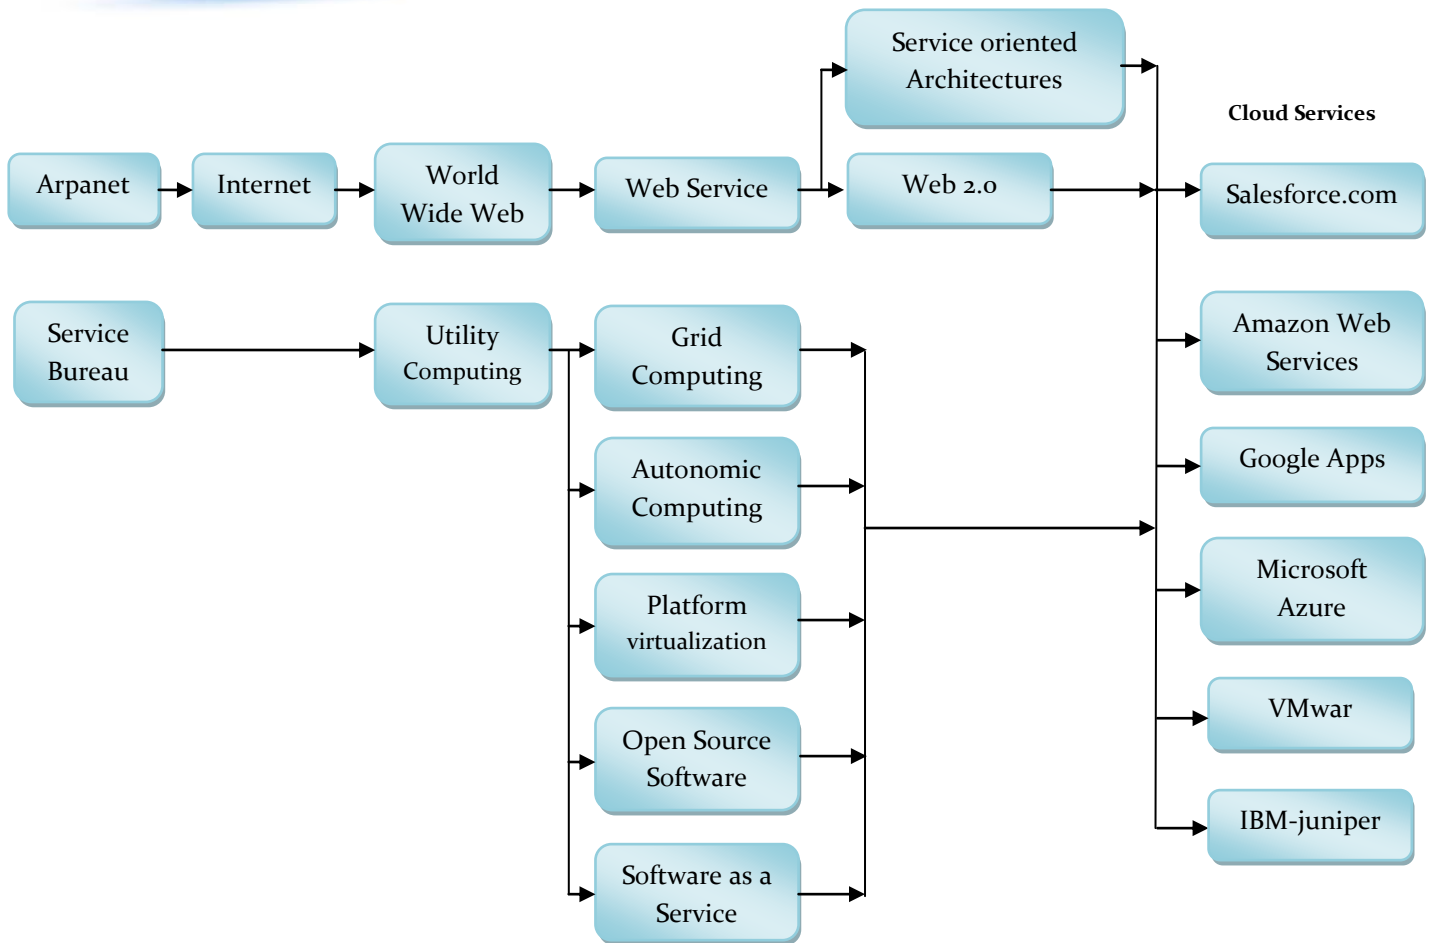 Service oriented
Architectures
Cloud Services
Arpanet
Internet
World
Wide Web
Web Service
Web 2.0
Salesforce.com
Service
Bureau
Utility
Computing
Grid
Computing
Amazon Web
Services
Autonomic
Computing
Google Apps
Platform
virtualization
Microsoft
Azure
Open Source
Software
VMwar
Software as a
Service
IBM-juniper